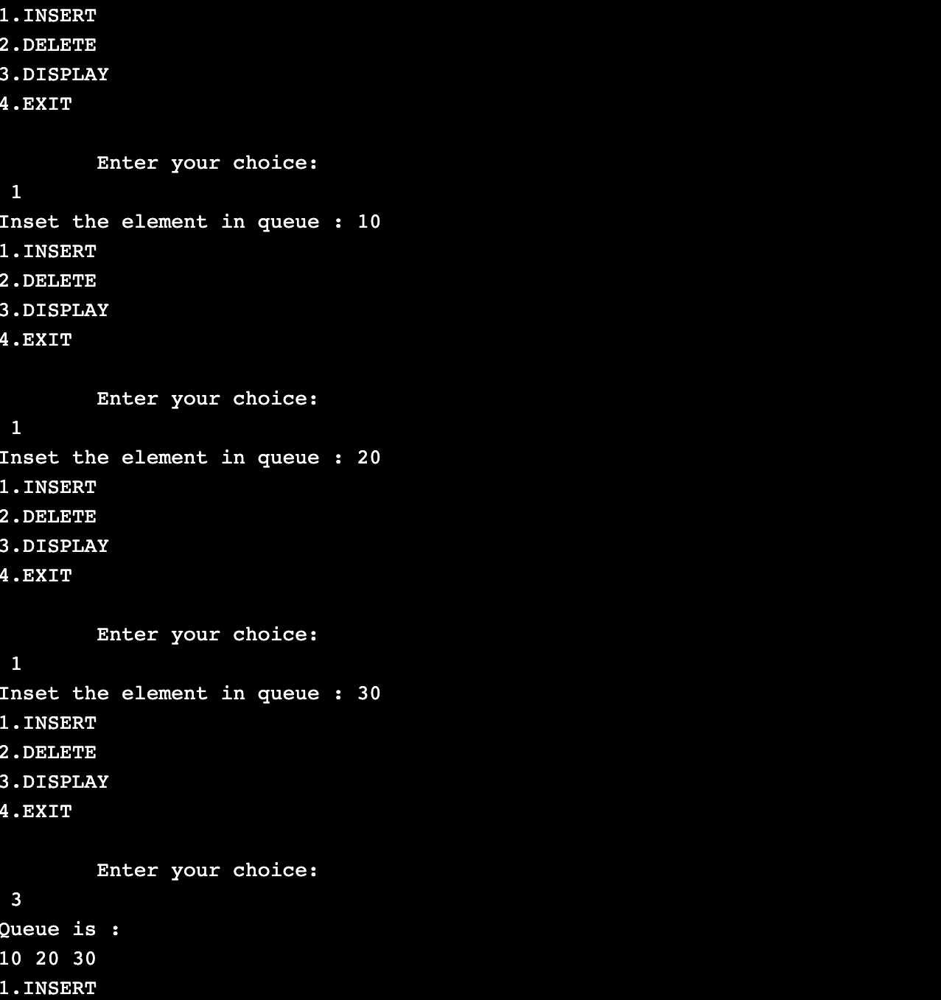 1.INSERT
2.DELETE
3.DISPLAY
4.EXIT
Enter your choice:
1
Inset the element in queue : 10
1.INSERT
2.DELETE
3.DISPLAY
4.EXIT
Enter your choice:
1
Inset the element in queue : 20
1.INSERT
2.DELETE
3.DISPLAY
4.EXIT
Enter your choice:
1
Inset the element in queue : 30
1.INSERT
2.DELETE
3.DISPLAY
4.EXIT
Enter your choice:
3
Queue is :
10 20 30
1.INSERT